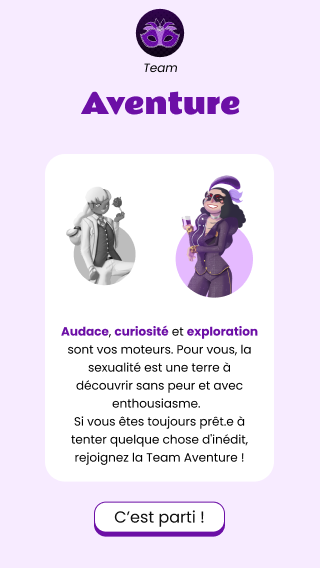 Team
Aventure
Audace, curiosité et exploration
sont vos moteurs. Pour vous, la
sexualité est une terre à
découvrir sans peur et avec
enthousiasme.
Si vous êtes toujours prêt.e à
tenter quelque chose d'inédit,
rejoignez la Team Aventure !
C’est parti !